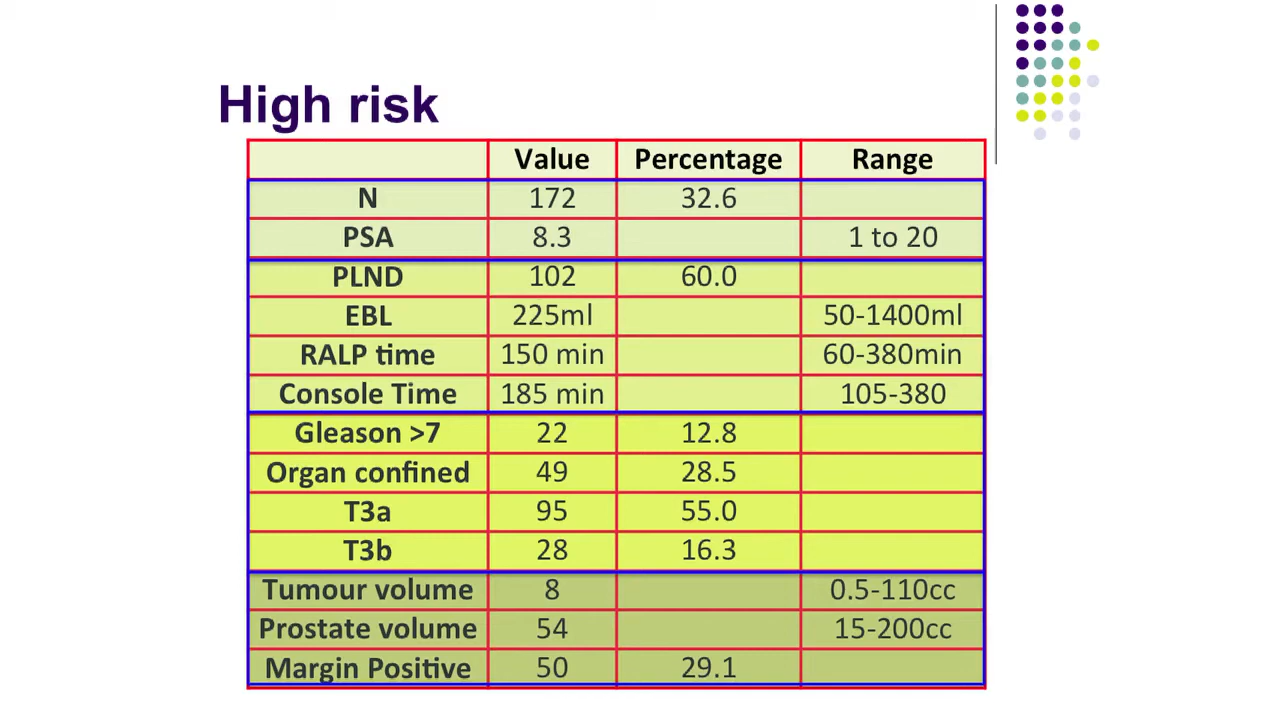 High risk
Value Percentage Range
N 172 32.6
PSA 8.3 1 to 20
PLND 102 60.0
EBL 225ml 50-1400ml
RALP time 150 min 60-380min
Console Time 185 min 105-380
Gleason >7 22 12.8
Organ confined 49 28.5
T3a 95 55.0
T3b 28 16.3
Tumour volume 8 0.5-110cc
Prostate volume 54 15-200cc
Margin Positive 50 29.1